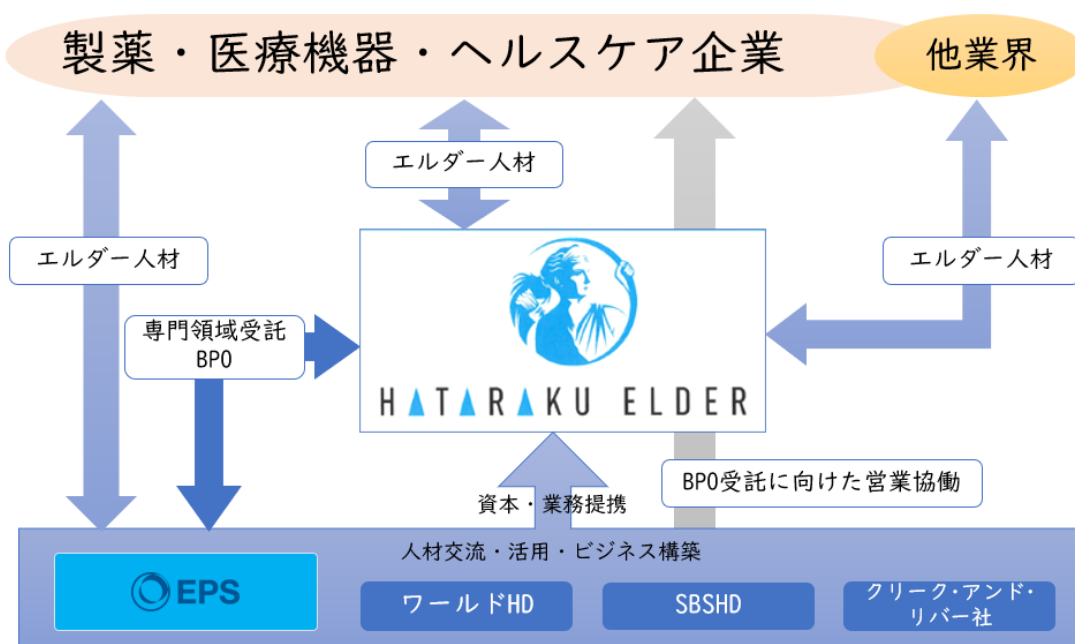 製薬・医療機器・ヘルスケア企業
他業界
エルダー人材
エルダー人材
エルダー人材
専門領域受託
BPO
HATARAKU ELDER
BPO受託に向けた営業協働
資本・業務提携
人材交流・活用・ビジネス構築
EPS
ワールドHD
SBSHD
クリーク・アンド・
リバー社